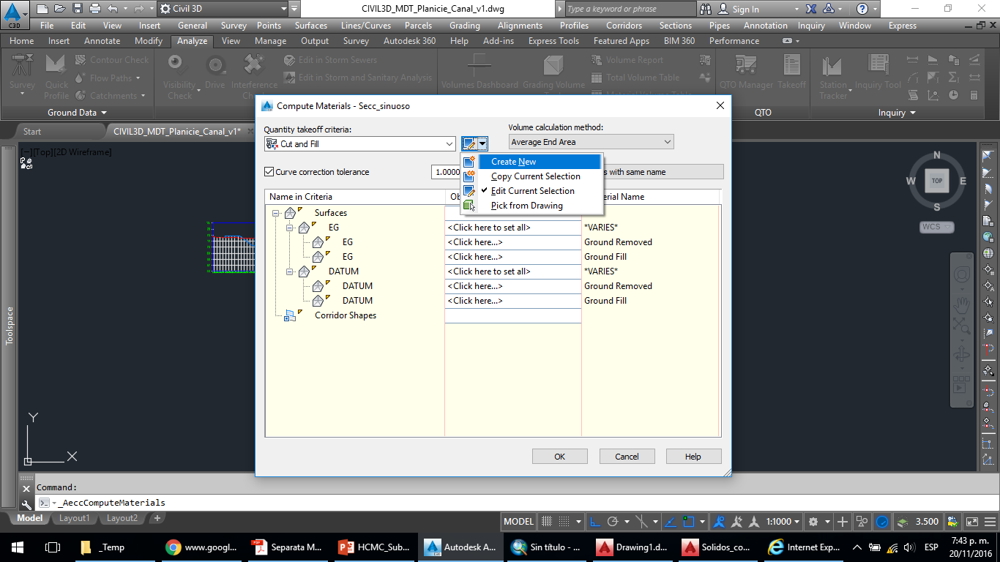 Civil 3D
CIVIL3D_MDT_Planicie_Canal_v1.dwg
Type a keyword or phrase
Sign In
C3D
File Edit View Insert General Survey Points Surfaces Lines/Curves Parcels Grading Alignments Profiles Corridors Sections Pipes Annotation Inquiry Window Express
Home Insert Annotate Modify Analyze View Manage Output Survey Autodesk 360 Help Add-ins Express Tools Featured Apps BIM 360 Performance
Survey
Quick Profile
Contour Check
Flow Paths
Catchments
Visibility Check
Drive
Interference Check
Edit in Storm Sewers
Edit in Storm and Sanitary Analysis
Volumes Dashboard
Grading Volume
Volume Report
Total Volume Table
Material Volume Table
QTO Manager
Takeoff
Station Tracker
Inquiry Tool
Ground Data
QTO
Inquiry
Start
CIVIL3D_MDT_Planicie_Canal_v1*
[−][Top][2D Wireframe]
Compute Materials - Secc_sinuoso
Quantity takeoff criteria:
Volume calculation method:
Cut and Fill
Average End Area
Create New
Copy Current Selection
Edit Current Selection
Pick from Drawing
Curve correction tolerance
1.0000
s with same name
Name in Criteria
Ob
erial Name
Surfaces
EG <Click here to set all> *VARIES*
EG <Click here...> Ground Removed
EG <Click here...> Ground Fill
DATUM <Click here to set all> *VARIES*
DATUM <Click here...> Ground Removed
DATUM <Click here...> Ground Fill
Corridor Shapes
OK Cancel Help
N
W TOP E
S
WCS
Toolspace
Y
X
Command:
_AeccComputeMaterials
Model Layout1 Layout2
MODEL
1:1000
3.500
_Temp
www.googl...
Separata M...
HCMC_Sub...
Autodesk A...
Sin título - ...
Drawing1.d...
Solidos_co...
Internet Exp...
ESP
7:43 p. m.
20/11/2016